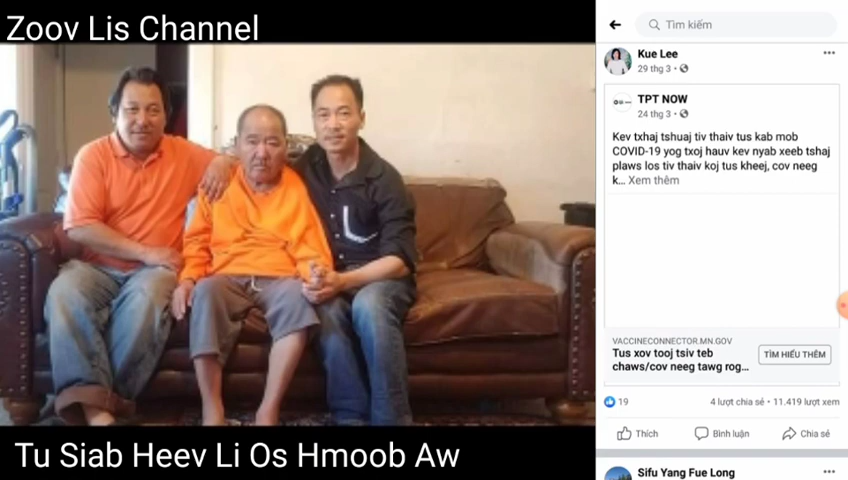 Zoov Lis Channel
Tu Siab Heev Li Os Hmoob Aw
Tìm kiếm
Kue Lee
29 thg 3
TPT NOW
24 thg 3
Kev txhaj tshuaj tiv thaiv tus kab mob
COVID-19 yog txoj hauv kev nyab xeeb tshaj
plaws los tiv thaiv koj tus kheej, cov neeg
k... Xem thêm
VACCINECONNECTOR.MN.GOV
Tus xov tooj tsiv teb
chaws/cov neeg tawg rog...
TÌM HIỂU THÊM
19
4 lượt chia sẻ • 11.419 lượt xem
Thích
Bình luận
Chia sẻ
Sifu Yang Fue Long